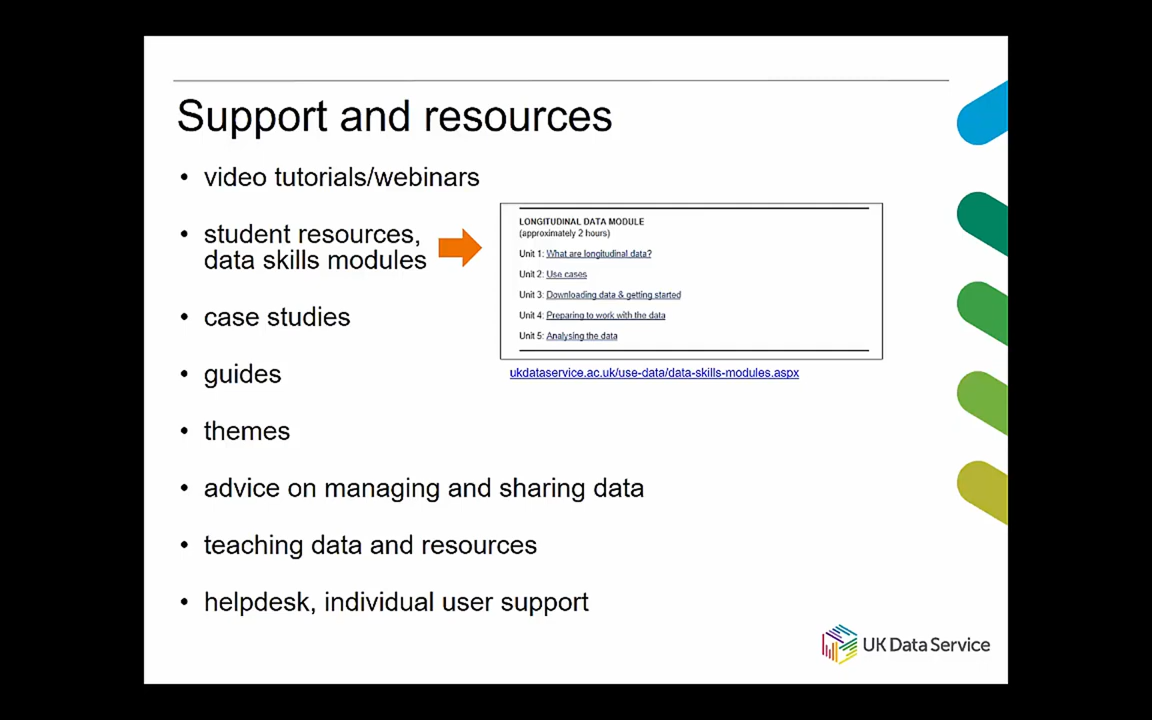 Support and resources
• video tutorials/webinars
• student resources,
data skills modules
LONGITUDINAL DATA MODULE
(approximately 2 hours)
Unit 1: What are longitudinal data?
Unit 2: Use cases
Unit 3: Downloading data & getting started
Unit 4: Preparing to work with the data
Unit 5: Analysing the data
ukdataservice.ac.uk/use-data/data-skills-modules.aspx
• case studies
• guides
• themes
• advice on managing and sharing data
• teaching data and resources
• helpdesk, individual user support
UK Data Service